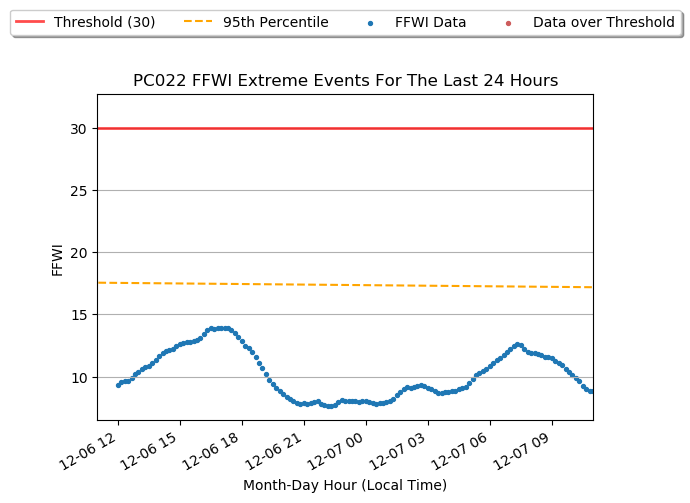 Threshold (30) 95th Percentile FFWI Data Data over Threshold
PC022 FFWI Extreme Events For The Last 24 Hours
30
25
20
15
10
FFWI
12-06 12 12-06 15 12-06 18 12-06 21 12-07 00 12-07 03 12-07 06 12-07 09
Month-Day Hour (Local Time)